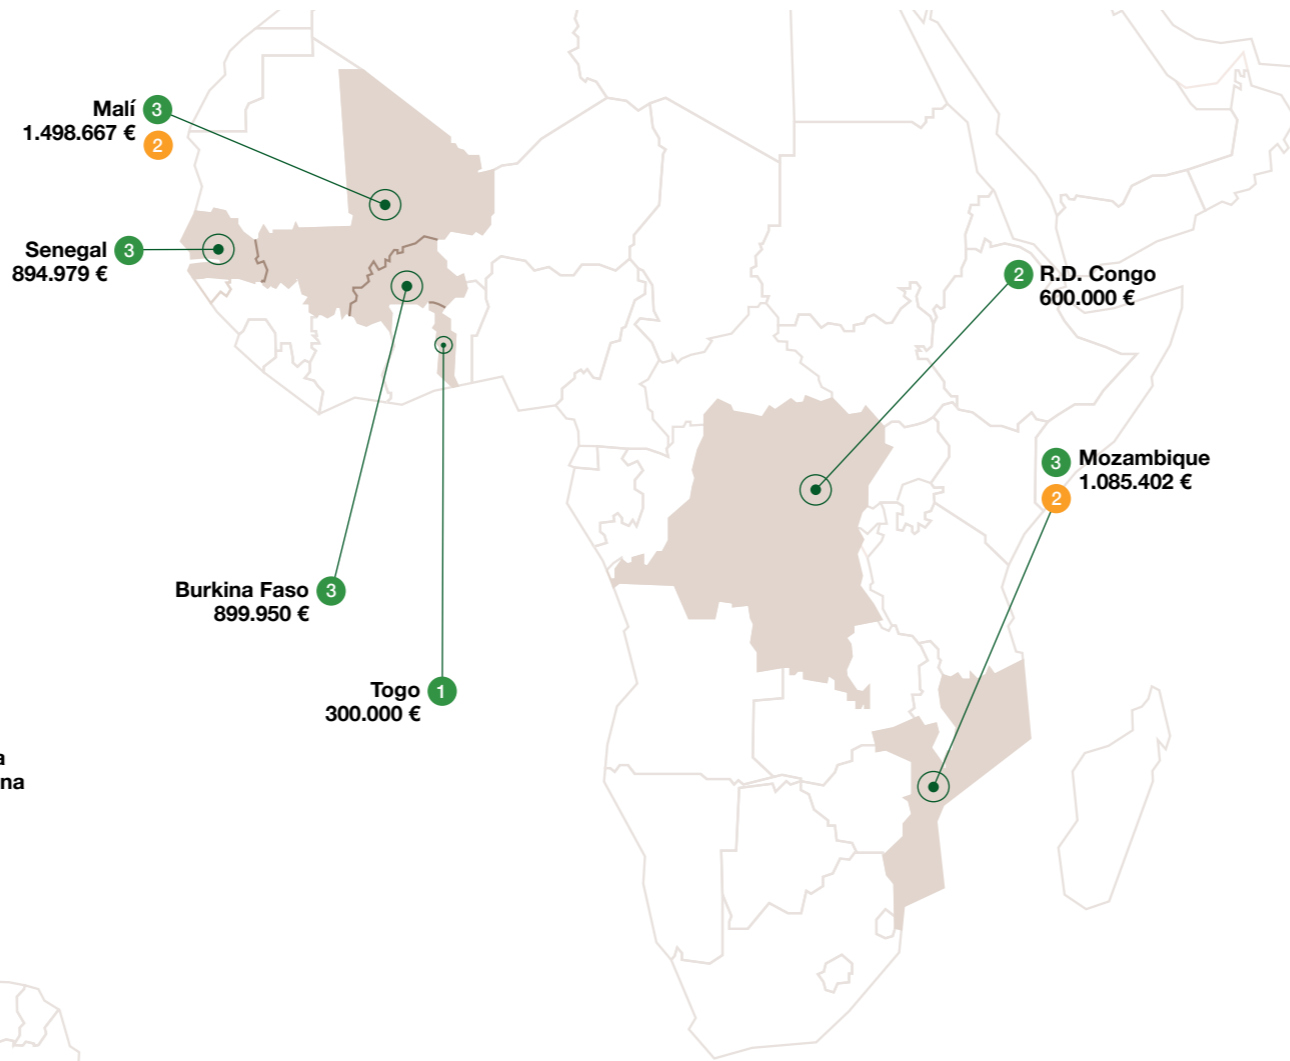 Malí 3
1.498.667 €
2
Senegal 3
894.979 €
2 R.D. Congo
600.000 €
3 Mozambique
1.085.402 €
2
Burkina Faso 3
899.950 €
Togo 1
300.000 €
a
na